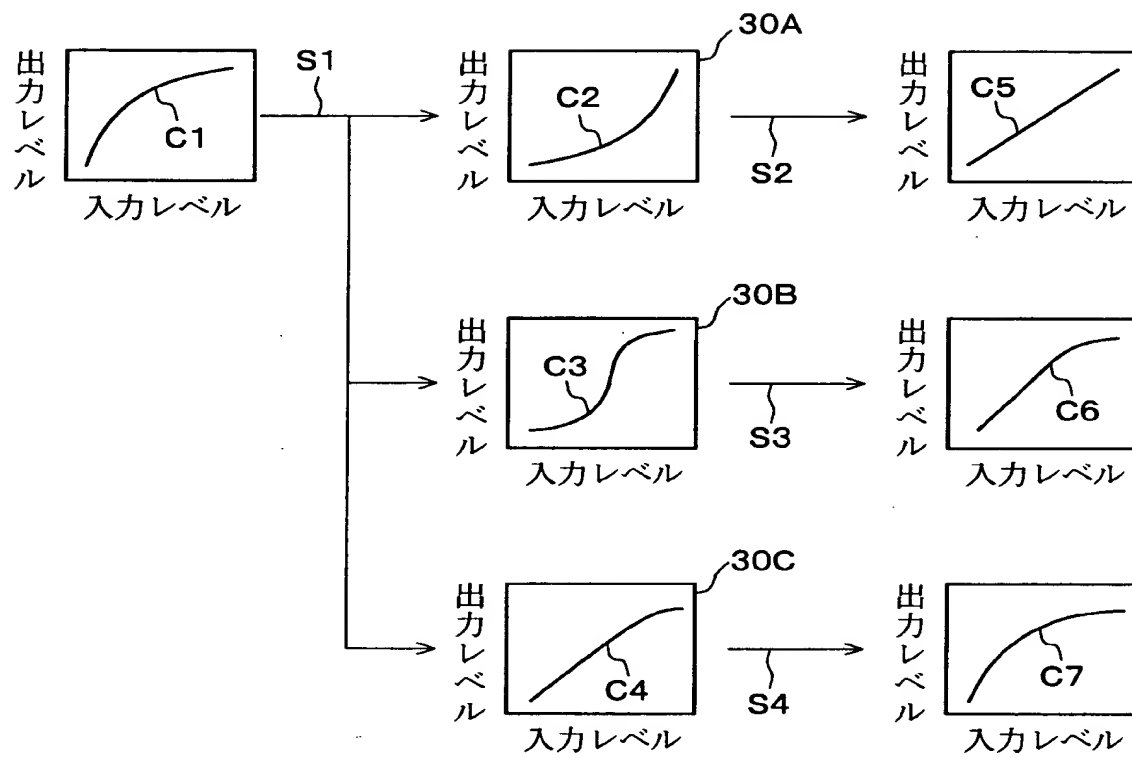 30A
S1
出力レベル
C1
入力レベル
出力レベル
C2
入力レベル
S2
出力レベル
C5
入力レベル
30B
出力レベル
C3
入力レベル
S3
出力レベル
C6
入力レベル
30C
出力レベル
C4
入力レベル
S4
出力レベル
C7
入力レベル